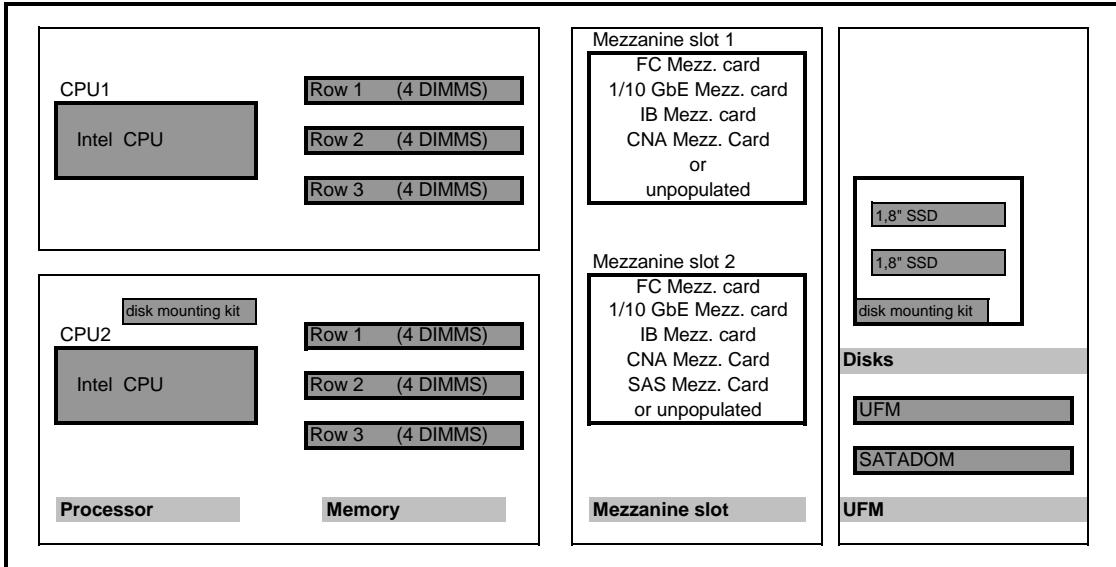 CPU1
Intel CPU
Row 1 (4 DIMMS)
Row 2 (4 DIMMS)
Row 3 (4 DIMMS)
disk mounting kit
CPU2
Intel CPU
Row 1 (4 DIMMS)
Row 2 (4 DIMMS)
Row 3 (4 DIMMS)
Processor
Memory
Mezzanine slot 1
FC Mezz. card
1/10 GbE Mezz. card
IB Mezz. card
CNA Mezz. Card
or
unpopulated
Mezzanine slot 2
FC Mezz. card
1/10 GbE Mezz. card
IB Mezz. card
CNA Mezz. Card
SAS Mezz. Card
or unpopulated
Mezzanine slot
1,8" SSD
1,8" SSD
disk mounting kit
Disks
UFM
SATADOM
UFM